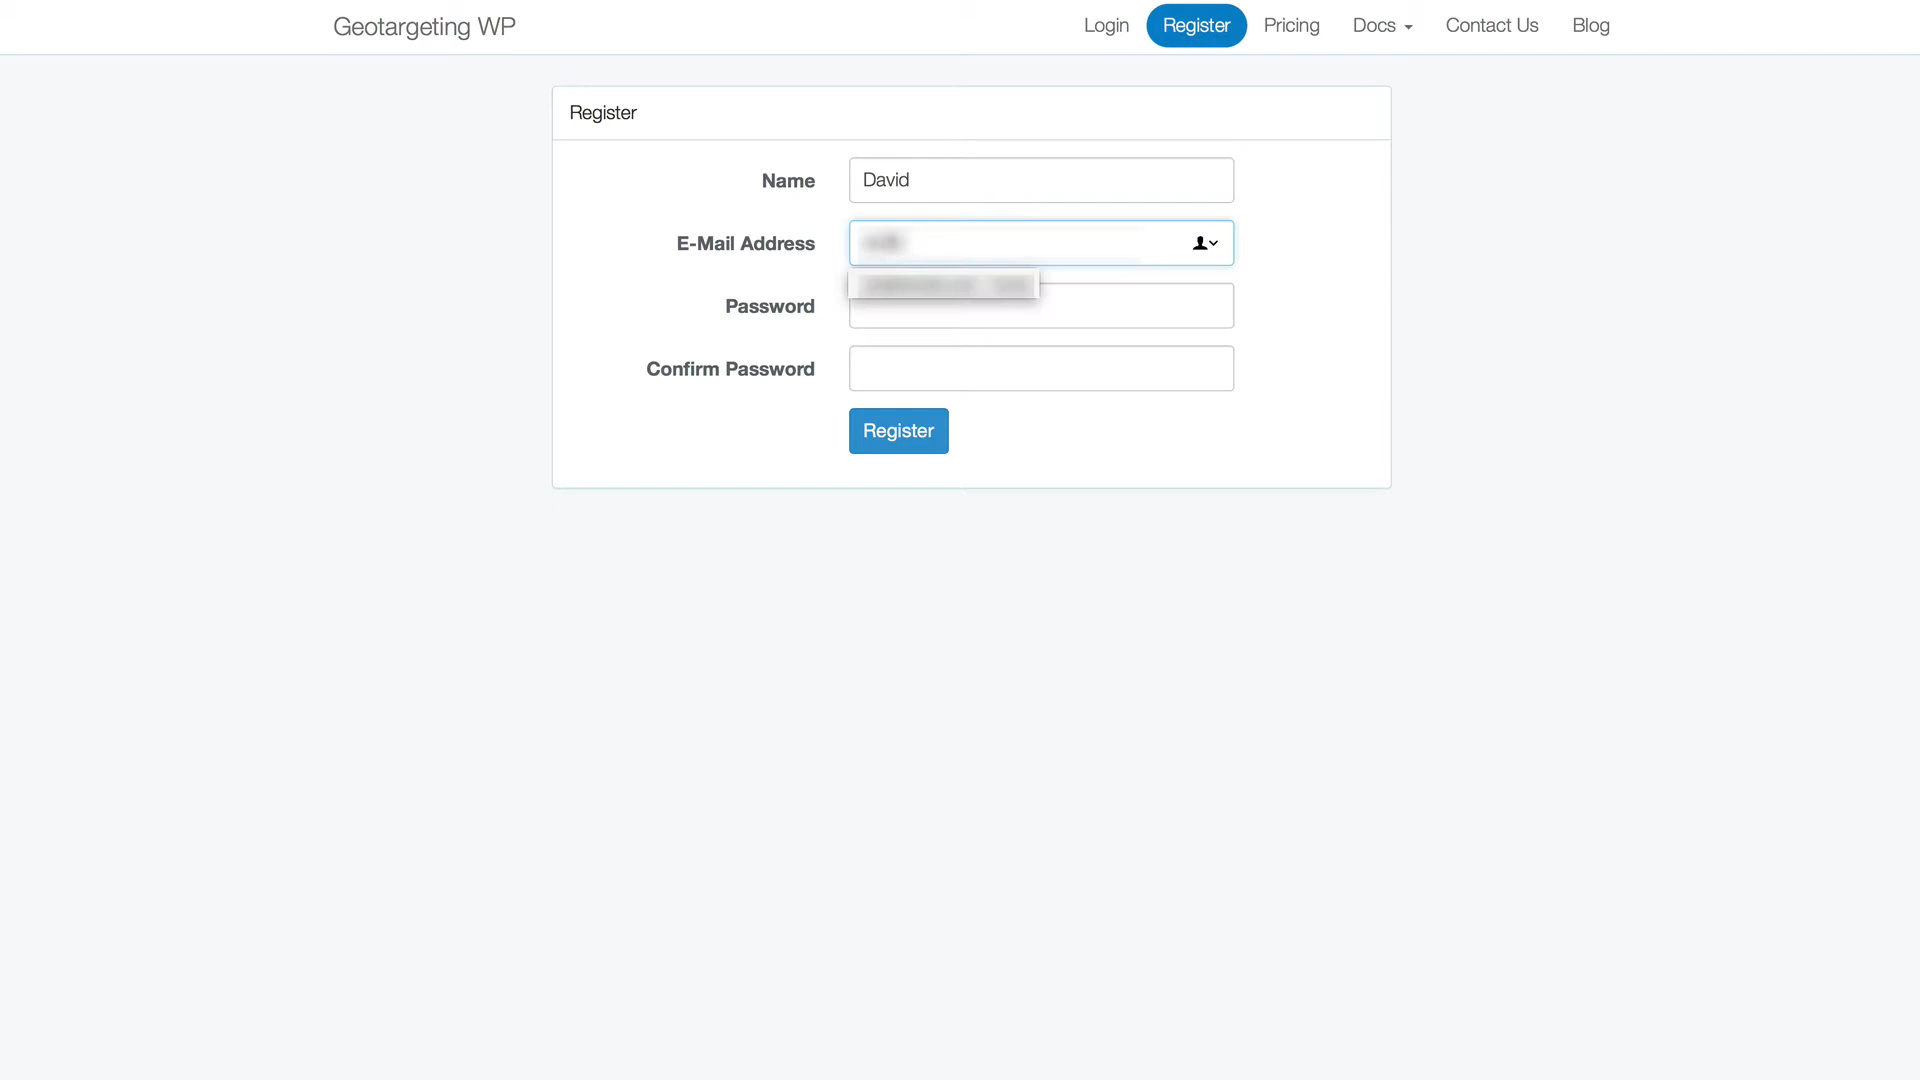 Geotargeting WP
Login
Register
Pricing
Docs
Contact Us
Blog
Register
Name
David
E-Mail Address
Password
Confirm Password
Register